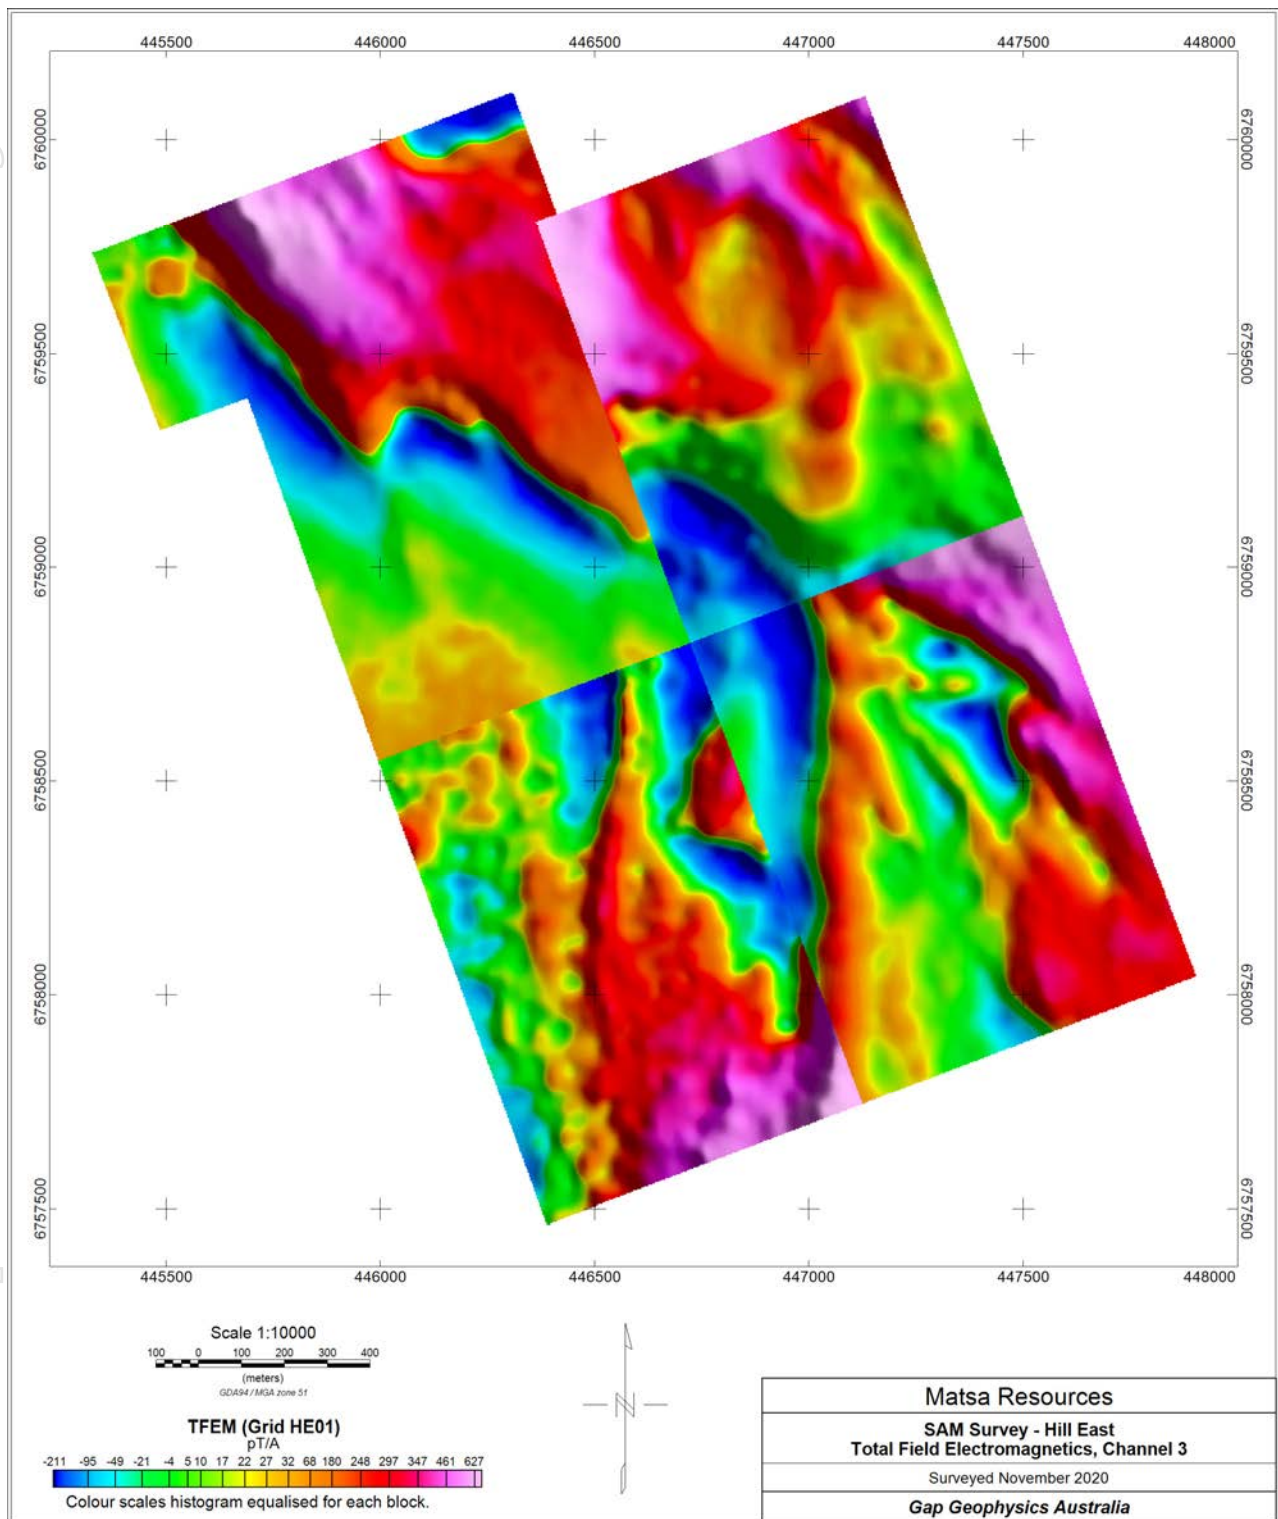 445500 446000 446500 447000 447500 448000
6760000 6760000
6759500 6759500
6759000 6759000
6758500 6758500
6758000 6758000
6757500 6757500
445500 446000 446500 447000 447500 448000
Scale 1:10000
100 0 100 200 300 400
(meters)
GDA94 / MGA zone 51
N
TFEM (Grid HE01)
pT/A
-211 -95 -49 -21 -4 5 10 17 22 27 32 68 180 248 297 347 461 627
Colour scales histogram equalised for each block.
Matsa Resources
SAM Survey - Hill East
Total Field Electromagnetics, Channel 3
Surveyed November 2020
Gap Geophysics Australia